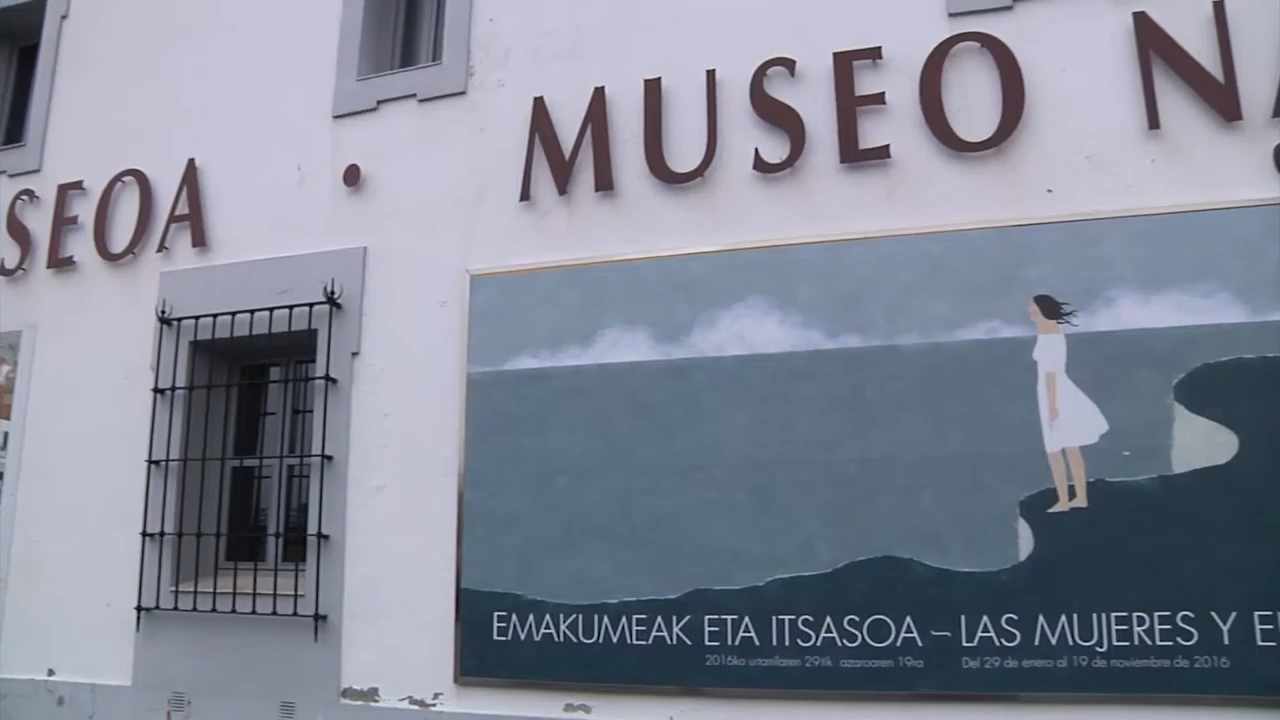 SEOA • MUSEO NA
EMAKUMEAK ETA ITSASOA – LAS MUJERES Y E
2016ko urtarrilaren 29tik azaroaren 19ra Del 29 de enero al 19 de noviembre de 2016